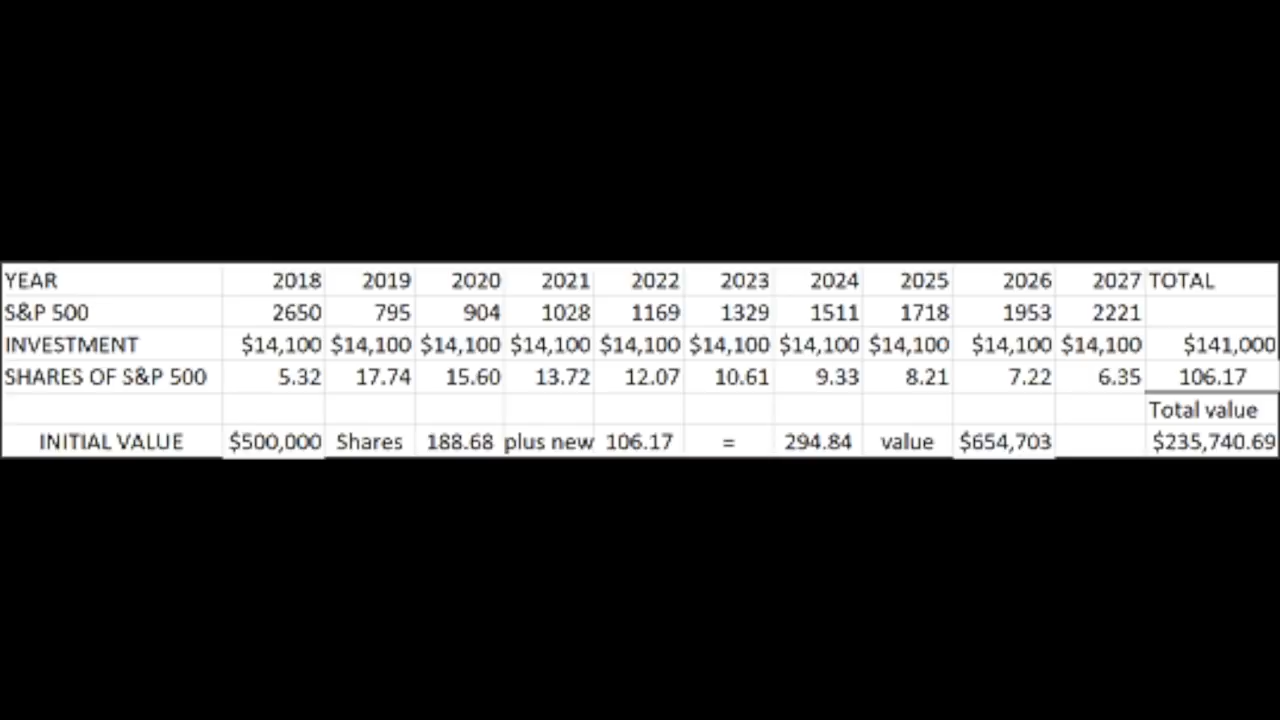 YEAR 2018 2019 2020 2021 2022 2023 2024 2025 2026 2027 TOTAL
S&P 500 2650 795 904 1028 1169 1329 1511 1718 1953 2221
INVESTMENT $14,100 $14,100 $14,100 $14,100 $14,100 $14,100 $14,100 $14,100 $14,100 $14,100 $141,000
SHARES OF S&P 500 5.32 17.74 15.60 13.72 12.07 10.61 9.33 8.21 7.22 6.35 106.17
Total value
INITIAL VALUE $500,000 Shares 188.68 plus new 106.17 = 294.84 value $654,703 $235,740.69